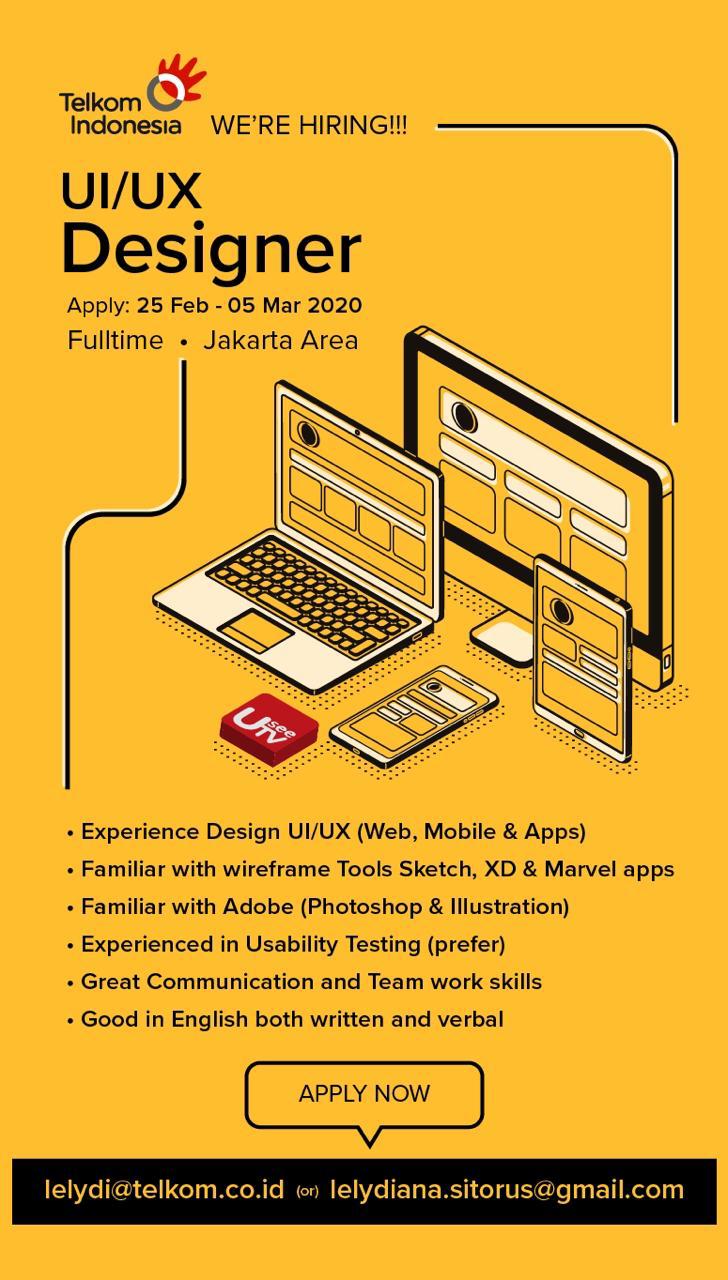 Telkom
Indonesia
WE’RE HIRING!!!
UI/UX
Designer
Apply: 25 Feb - 05 Mar 2020
Fulltime • Jakarta Area
USeeTV
• Experience Design UI/UX (Web, Mobile & Apps)
• Familiar with wireframe Tools Sketch, XD & Marvel apps
• Familiar with Adobe (Photoshop & Illustration)
• Experienced in Usability Testing (prefer)
• Great Communication and Team work skills
• Good in English both written and verbal
APPLY NOW
lelydi@telkom.co.id (or) lelydiana.sitorus@gmail.com